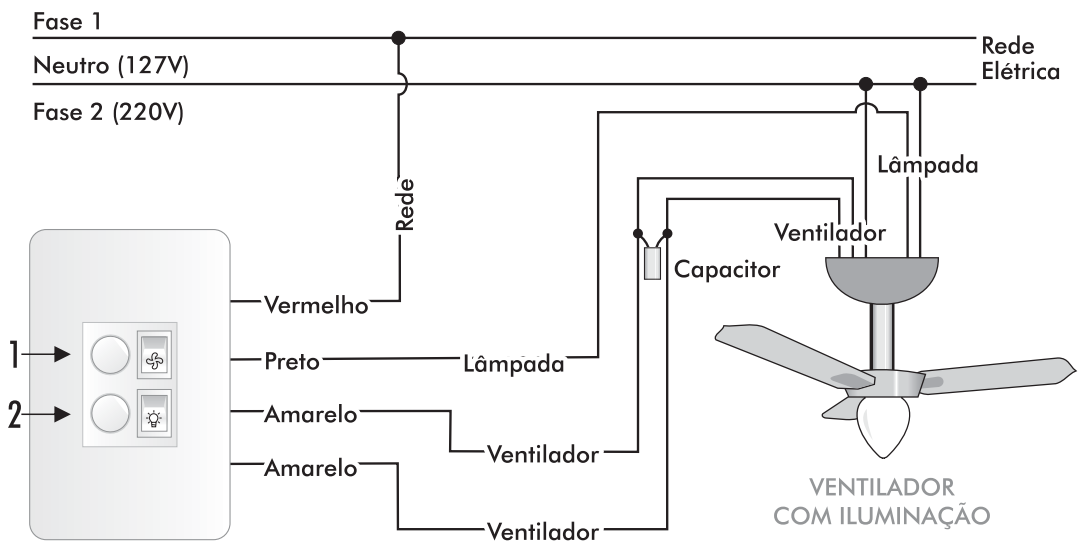 Fase 1
Neutro (127V)
Fase 2 (220V)
Rede
Elétrica
Rede
Lâmpada
Ventilador
Capacitor
Vermelho
1
Preto
Lâmpada
2
Amarelo
Ventilador
Amarelo
Ventilador
VENTILADOR
COM ILUMINAÇÃO